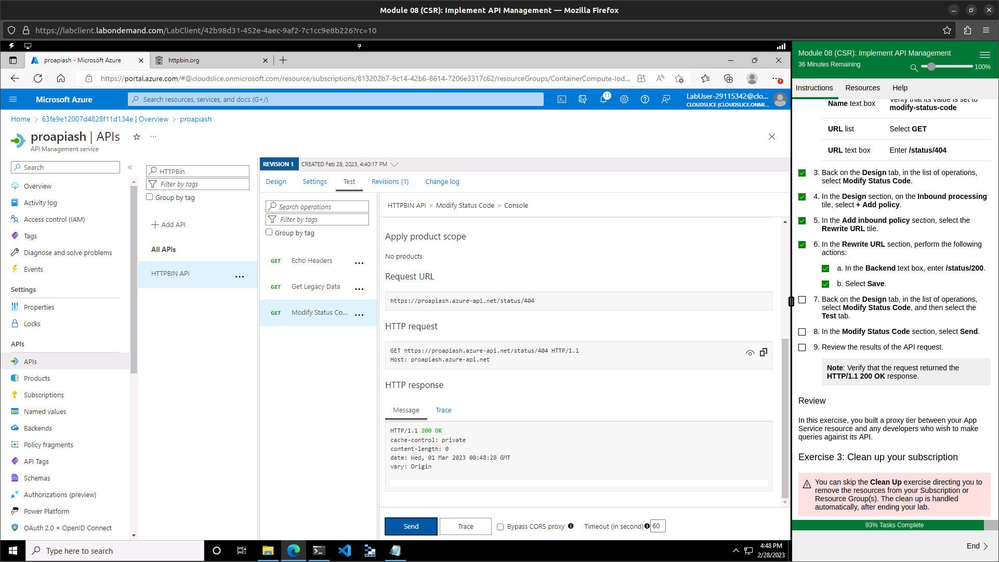 Module 08 (CSR): Implement API Management — Mozilla Firefox
https://labclient.labondemand.com/LabClient/42b98d31-452e-4aec-9af2-7c1cc9e8b226?rc=10
proapiash - Microsoft Azure
httpbin.org
https://portal.azure.com/#@cloudslice.onmicrosoft.com/resource/subscriptions/813202b7-9c14-42b6-8614-7206e3317c62/resourceGroups/ContainerCompute-lod...
Microsoft Azure
Search resources, services, and docs (G+/)
13
LabUser-29115342@clo...
CLOUDSLICE (CLOUDSLICE.ONMI...
Home > 63fe9e12007d4828f11d134e | Overview > proapiash
proapiash | APIs
API Management service
Search
Overview
Activity log
Access control (IAM)
Tags
Diagnose and solve problems
Events
Settings
Properties
Locks
APIs
APIs
Products
Subscriptions
Named values
Backends
Policy fragments
API Tags
Schemas
Authorizations (preview)
Power Platform
OAuth 2.0 + OpenID Connect
HTTPBin
Filter by tags
Group by tag
Add API
All APIs
HTTPBIN API
REVISION 1
CREATED Feb 28, 2023, 4:40:17 PM
Design
Settings
Test
Revisions (1)
Change log
Search operations
Filter by tags
Group by tag
GET Echo Headers
GET Get Legacy Data
GET Modify Status Co...
HTTPBIN API > Modify Status Code > Console
Apply product scope
No products
Request URL
https://proapiash.azure-api.net/status/404
HTTP request
GET https://proapiash.azure-api.net/status/404 HTTP/1.1
Host: proapiash.azure-api.net
HTTP response
Message
Trace
HTTP/1.1 200 OK
cache-control: private
content-length: 0
date: Wed, 01 Mar 2023 00:48:28 GMT
vary: Origin
Send
Trace
Bypass CORS proxy
Timeout (in second)
60
Type here to search
4:48 PM
2/28/2023
Module 08 (CSR): Implement API Management
36 Minutes Remaining
100%
Instructions
Resources
Help
Name text box
Verify that its value is set to
modify-status-code
URL list
Select GET
URL text box
Enter /status/404
3. Back on the Design tab, in the list of operations,
select Modify Status Code.
4. In the Design section, on the Inbound processing
tile, select + Add policy.
5. In the Add inbound policy section, select the
Rewrite URL tile.
6. In the Rewrite URL section, perform the following
actions:
a. In the Backend text box, enter /status/200.
b. Select Save.
7. Back on the Design tab, in the list of operations,
select Modify Status Code, and then select the
Test tab.
8. In the Modify Status Code section, select Send.
9. Review the results of the API request.
Note: Verify that the request returned the
HTTP/1.1 200 OK response.
Review
In this exercise, you built a proxy tier between your App
Service resource and any developers who wish to make
queries against its API.
Exercise 3: Clean up your subscription
You can skip the Clean Up exercise directing you to
remove the resources from your Subscription or
Resource Group(s). The clean up is handled
automatically, after ending your lab.
93% Tasks Complete
End